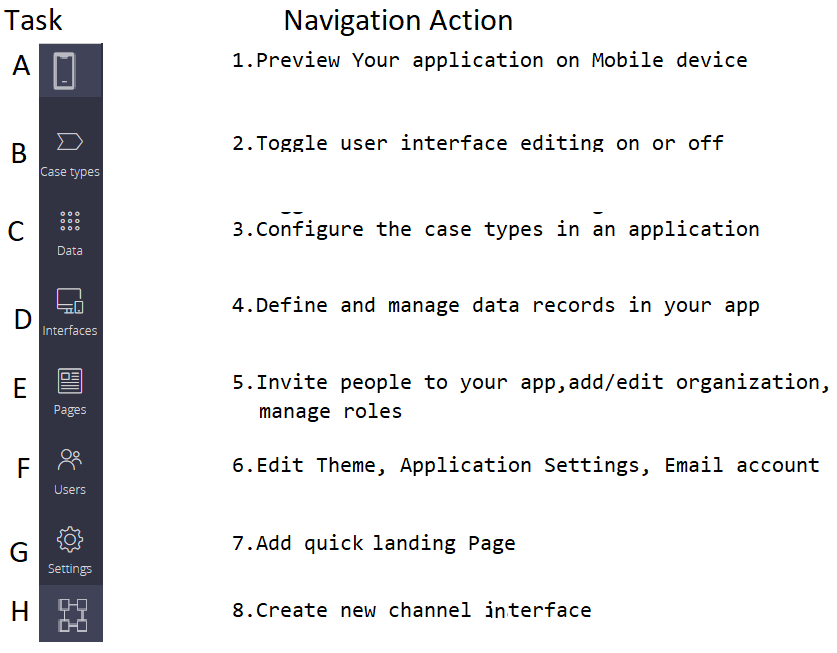 Task Navigation Action
A 1.Preview Your application on Mobile device
B 2.Toggle user interface editing on or off
Case types
C 3.Configure the case types in an application
Data
D 4.Define and manage data records in your app
Interfaces
E 5.Invite people to your app,add/edit organization,
Pages manage roles
F 6.Edit Theme, Application Settings, Email account
Users
G 7.Add quick landing Page
Settings
H 8.Create new channel interface